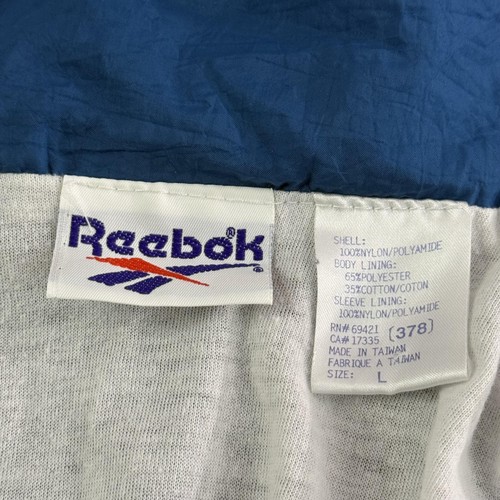 Reebok®
®
SHELL:
100%NYLON/POLYAMIDE
BODY LINING:
65%POLYESTER
35%COTTON/COTON
SLEEVE LINING:
100%NYLON/POLYAMIDE
RN# 69421 (378)
CA# 17335
MADE IN TAIWAN
FABRIQUE A TAIWAN
SIZE: L